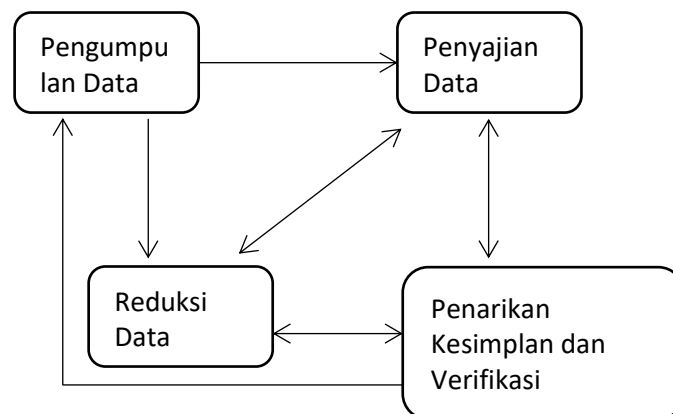 Pengumpu
lan Data
Penyajian
Data
Reduksi
Data
Penarikan
Kesimplan dan
Verifikasi